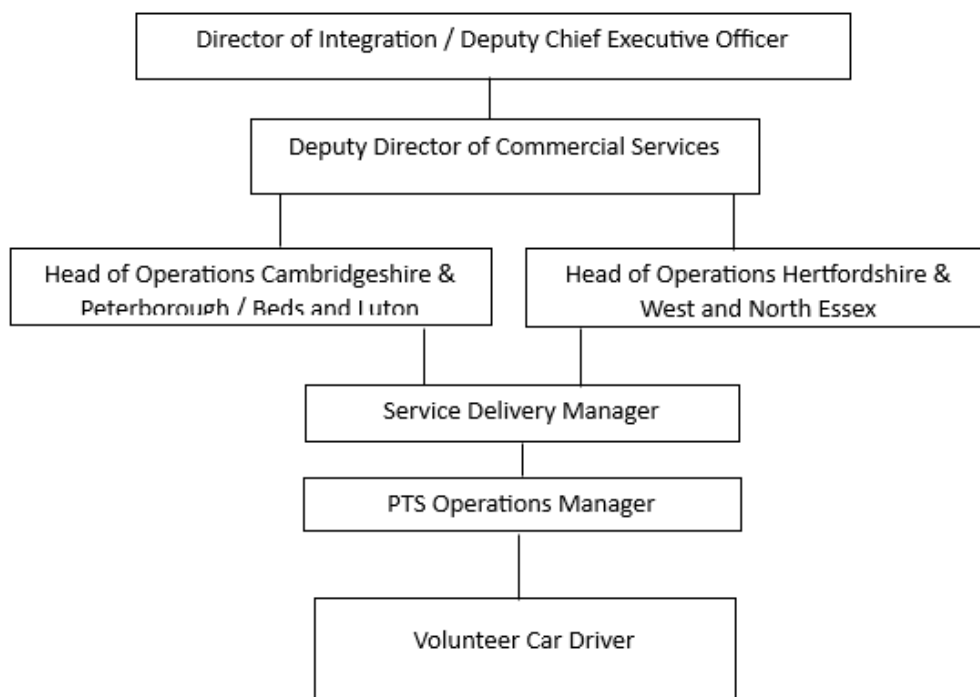 Director of Integration / Deputy Chief Executive Officer
Deputy Director of Commercial Services
Head of Operations Cambridgeshire &
Peterborough / Beds and Luton
Head of Operations Hertfordshire &
West and North Essex
Service Delivery Manager
PTS Operations Manager
Volunteer Car Driver